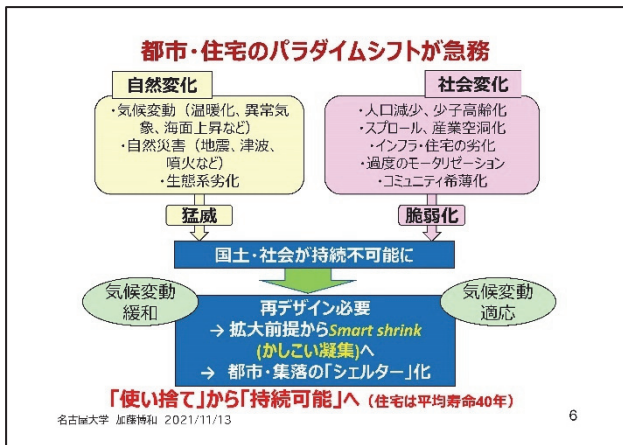 都市・住宅のパラダイムシフトが急務
自然変化
・気候変動（温暖化、異常気
象、海面上昇など）
・自然災害（地震、津波、
噴火など）
・生態系劣化
社会変化
・人口減少、少子高齢化
・スプロール、産業空洞化
・インフラ・住宅の劣化
・過度のモータリゼーション
・コミュニティ希薄化
猛威
脆弱化
国土・社会が持続不可能に
気候変動
緩和
気候変動
適応
再デザイン必要
→ 拡大前提からSmart shrink
(かしこい凝集)へ
→ 都市・集落の「シェルター」化
「使い捨て」から「持続可能」へ（住宅は平均寿命40年）
名古屋大学 加藤博和 2021/11/13
6